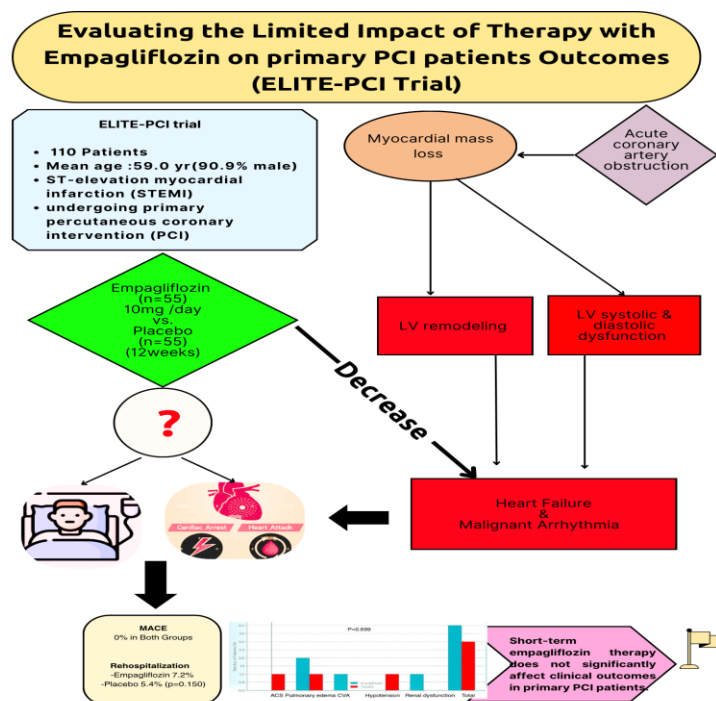 Evaluating the Limited Impact of Therapy with
Empagliflozin on primary PCI patients Outcomes
(ELITE-PCI Trial)
ELITE-PCI trial
• 110 Patients
• Mean age :59.0 yr(90.9% male)
• ST-elevation myocardial
infarction (STEMI)
• undergoing primary
percutaneous coronary
intervention (PCI)
Myocardial mass
loss
Acute
coronary
artery
obstruction
Empagliflozin
(n=55)
10mg /day
vs.
Placebo
(n=55)
(12weeks)
LV remodeling
LV systolic &
diastolic
dysfunction
Decrease
?
Cardiac Arrest
Heart Attack
Heart Failure
&
Malignant Arrhythmia
MACE
0% in Both Groups
Rehospitalization
-Empagliflozin 7.2%
-Placebo 5.4% (p=0.150)
P=0.699
ACS Pulmonary edema CVA Hypotension Renal dysfunction Total
Short-term
empagliflozin therapy
does not significantly
affect clinical outcomes
in primary PCI patients.